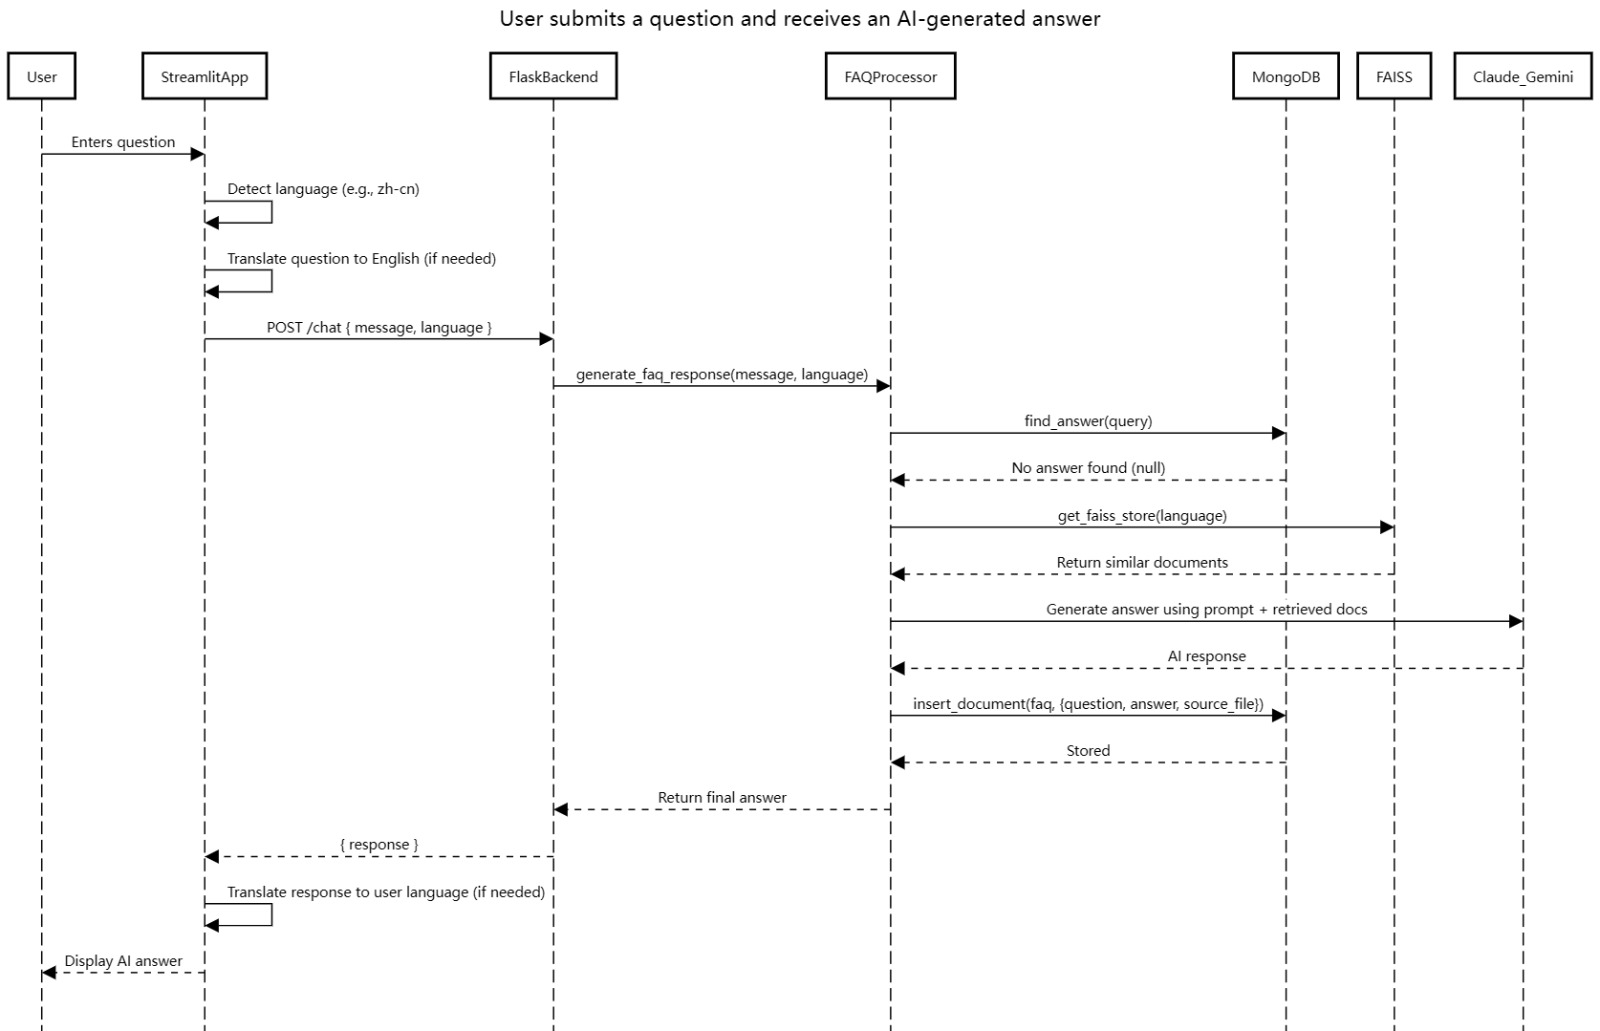 User submits a question and receives an AI-generated answer
User
StreamlitApp
FlaskBackend
FAQProcessor
MongoDB
FAISS
Claude_Gemini
Enters question
Detect language (e.g., zh-cn)
Translate question to English (if needed)
POST /chat { message, language }
generate_faq_response(message, language)
find_answer(query)
No answer found (null)
get_faiss_store(language)
Return similar documents
Generate answer using prompt + retrieved docs
AI response
insert_document(faq, {question, answer, source_file})
Stored
Return final answer
{ response }
Translate response to user language (if needed)
Display AI answer